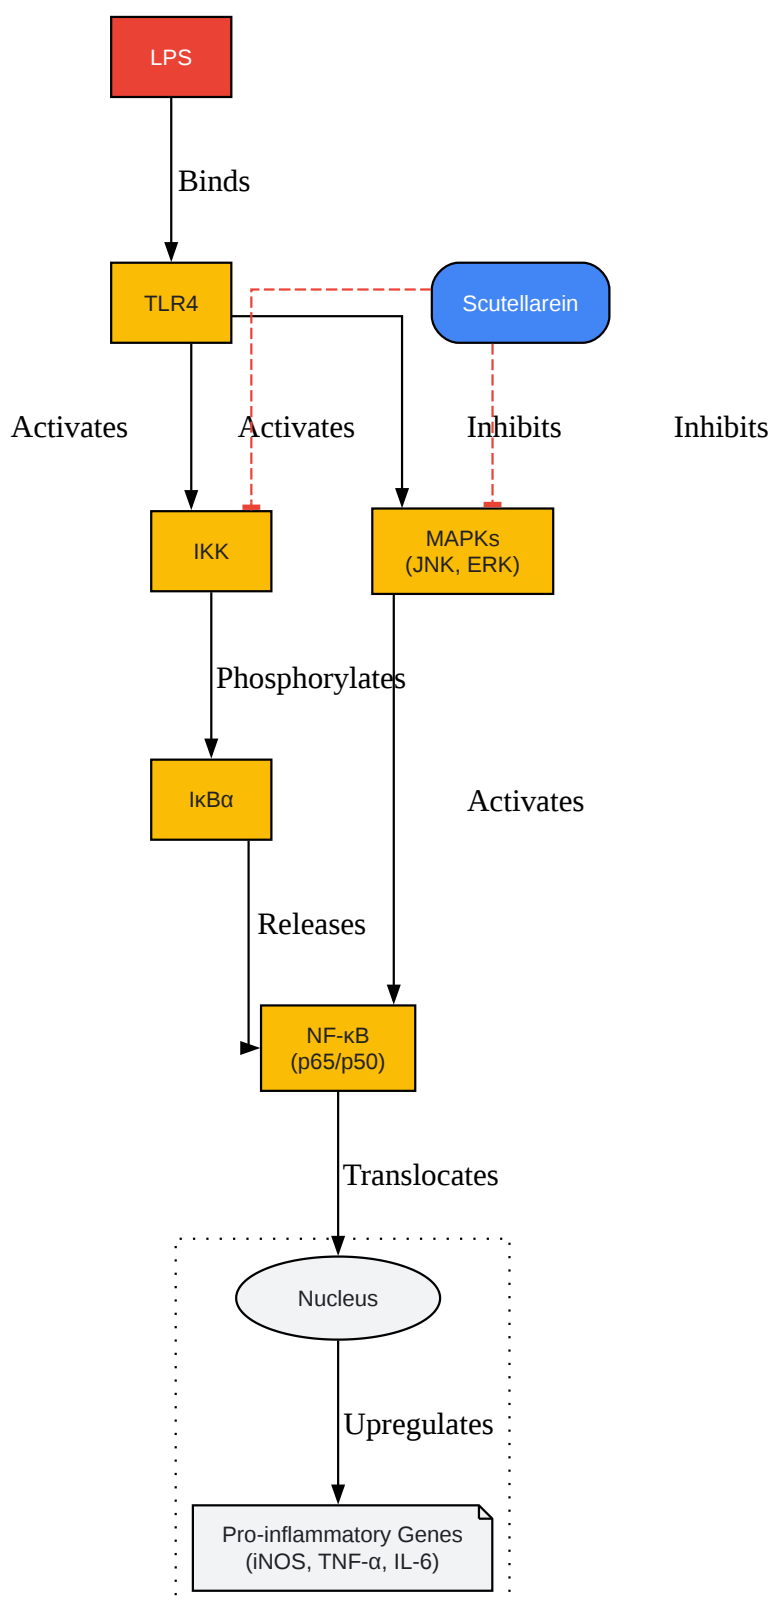 LPS
Binds
TLR4
Scutellarein
Activates
Activates
Inhibits
Inhibits
IKK
MAPKs
(JNK, ERK)
Phosphorylates
IκBα
Activates
Releases
NF-κB
(p65/p50)
Translocates
Nucleus
Upregulates
Pro-inflammatory Genes
(iNOS, TNF-α, IL-6)